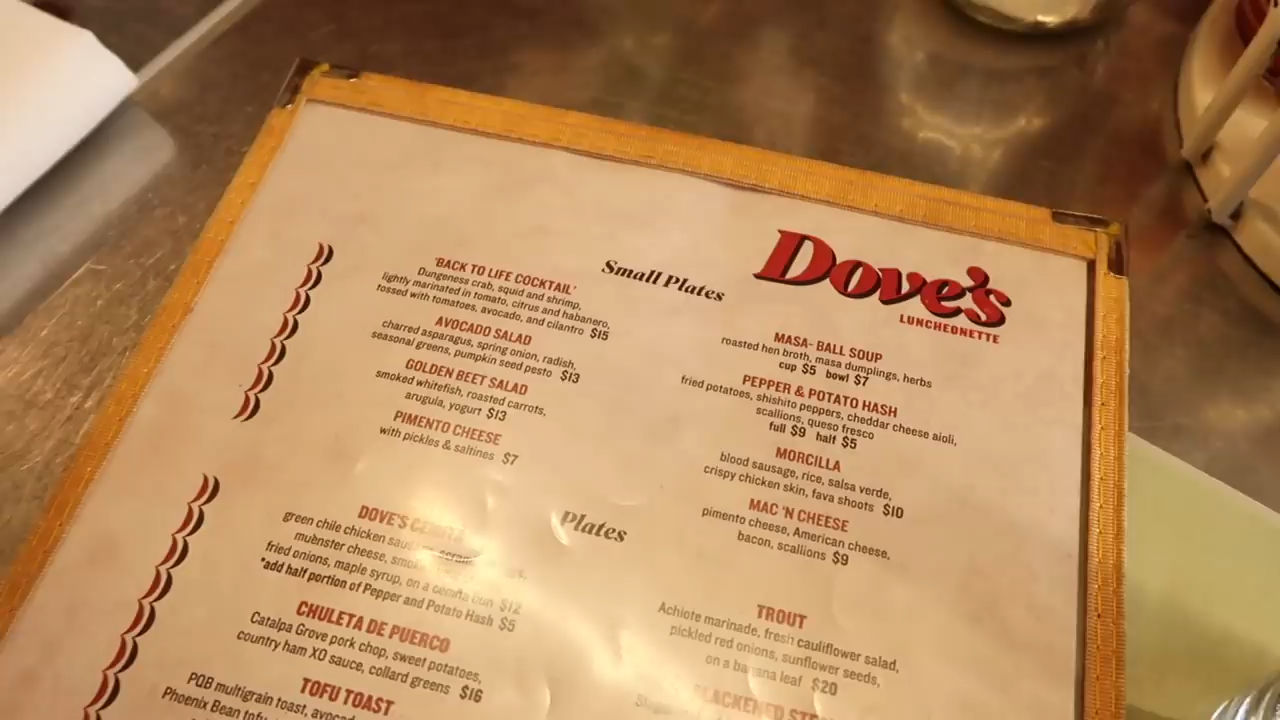 Dove's
LUNCHEONETTE
Small Plates
'BACK TO LIFE COCKTAIL'
Dungeness crab, squid and shrimp,
lightly marinated in tomato, citrus and habanero,
tossed with tomatoes, avocado, and cilantro $15
AVOCADO SALAD
charred asparagus, spring onion, radish,
seasonal greens, pumpkin seed pesto $13
GOLDEN BEET SALAD
smoked whitefish, roasted carrots,
arugula, yogurt $13
PIMENTO CHEESE
with pickles & saltines $7
MASA- BALL SOUP
roasted hen broth, masa dumplings, herbs
cup $5 bowl $7
PEPPER & POTATO HASH
fried potatoes, shishito peppers, cheddar cheese aioli,
scallions, queso fresco
full $9 half $5
MORCILLA
blood sausage, rice, salsa verde,
crispy chicken skin, fava shoots $10
MAC 'N CHEESE
pimento cheese, American cheese,
bacon, scallions $9
Plates
DOVE'S
green chile chicken
muenster cheese,
fried onions, maple syrup, on a cemita bun $12
*add half portion of Pepper and Potato Hash $5
CHULETA DE PUERCO
Catalpa Grove pork chop, sweet potatoes,
country ham XO sauce, collard greens $16
TOFU TOAST
PQB multigrain toast,
Phoenix Bean
TROUT
Achiote marinade, fresh cauliflower salad,
pickled red onions, sunflower seeds,
on a banana leaf $20